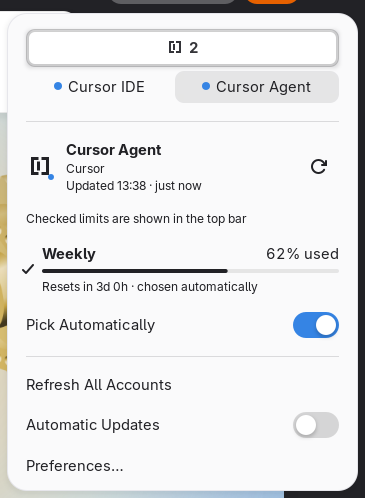 2
Cursor IDE
Cursor Agent
Cursor Agent
Cursor
Updated 13:38 · just now
Checked limits are shown in the top bar
Weekly 62% used
Resets in 3d 0h · chosen automatically
Pick Automatically
Refresh All Accounts
Automatic Updates
Preferences…